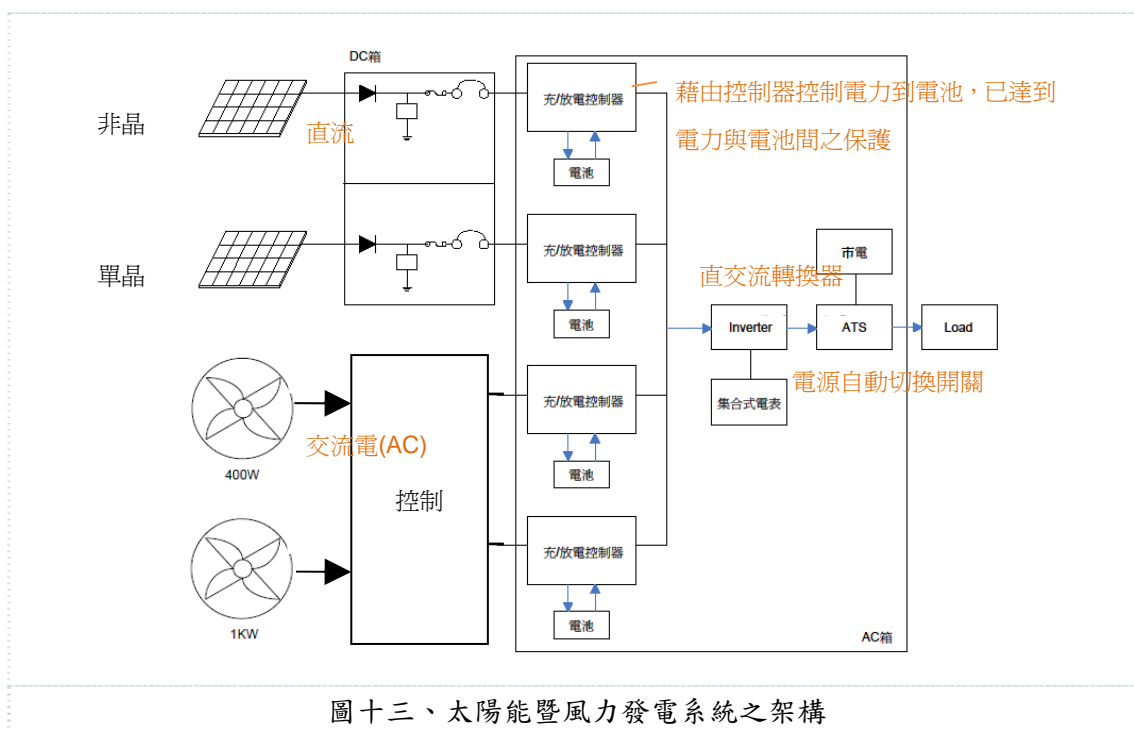 DC箱
非晶
直流
充/放電控制器
電池
藉由控制器控制電力到電池，已達到
電力與電池間之保護
單晶
充/放電控制器
電池
市電
直交流轉換器
Inverter
ATS
Load
電源自動切換開關
集合式電表
400W
交流電(AC)
控制
充/放電控制器
電池
1KW
充/放電控制器
電池
AC箱
圖十三、太陽能暨風力發電系統之架構